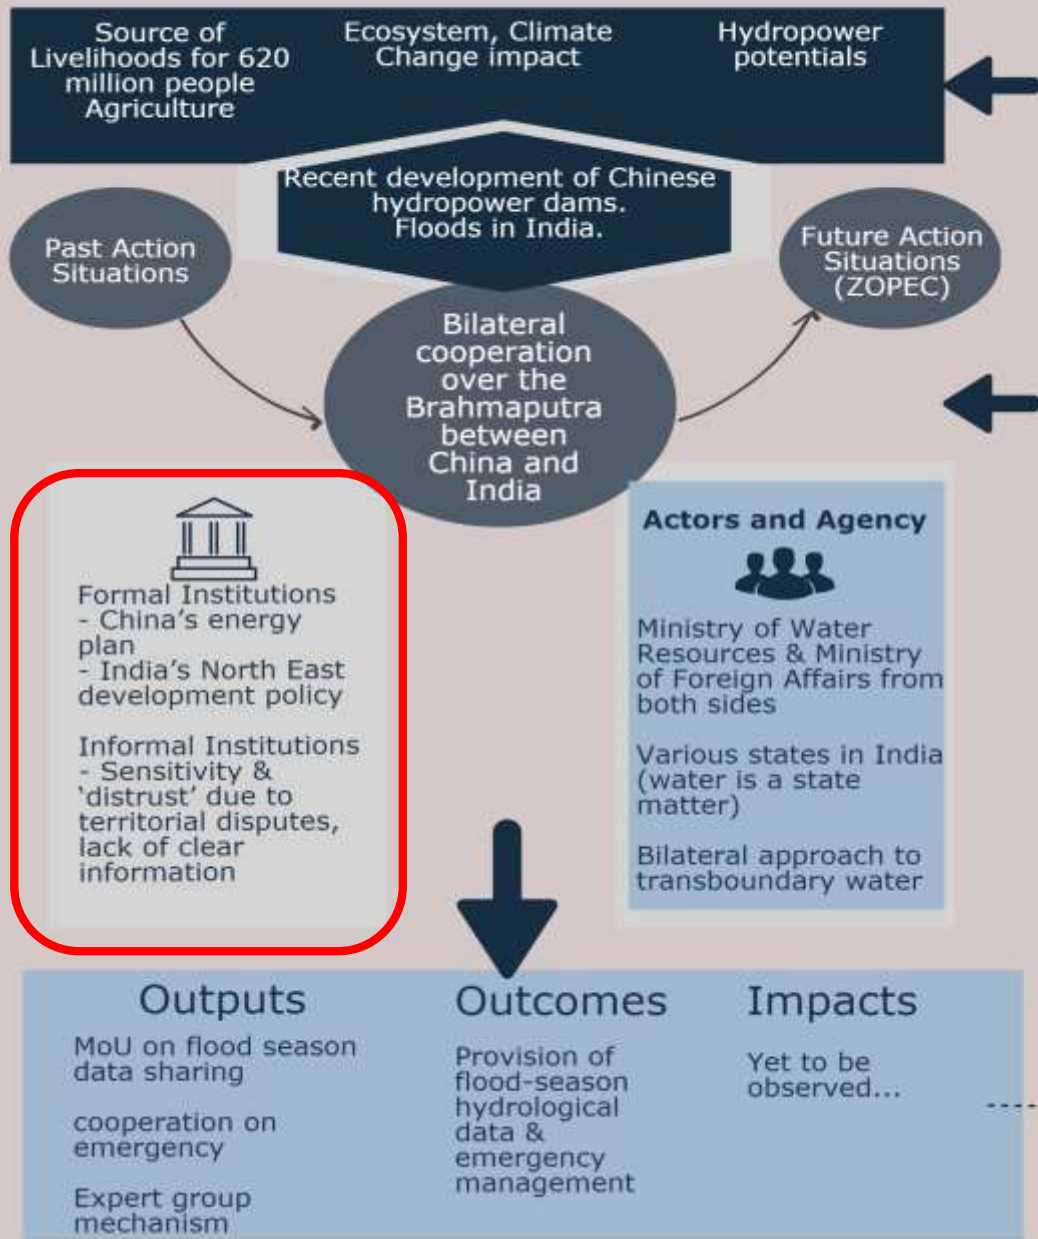 Source of
Livelihoods for 620
million people
Agriculture
Ecosystem, Climate
Change impact
Hydropower
potentials
Recent development of Chinese
hydropower dams.
Floods in India.
Past Action
Situations
Future Action
Situations
(ZOPEC)
Bilateral
cooperation
over the
Brahmaputra
between
China and
India
Formal Institutions
- China's energy
plan
- India's North East
development policy
Informal Institutions
- Sensitivity &
'distrust' due to
territorial disputes,
lack of clear
information
Actors and Agency
Ministry of Water
Resources & Ministry
of Foreign Affairs from
both sides
Various states in India
(water is a state
matter)
Bilateral approach to
transboundary water
Outputs
MoU on flood season
data sharing
cooperation on
emergency
Expert group
mechanism
Outcomes
Provision of
flood-season
hydrological
data &
emergency
management
Impacts
Yet to be
observed...